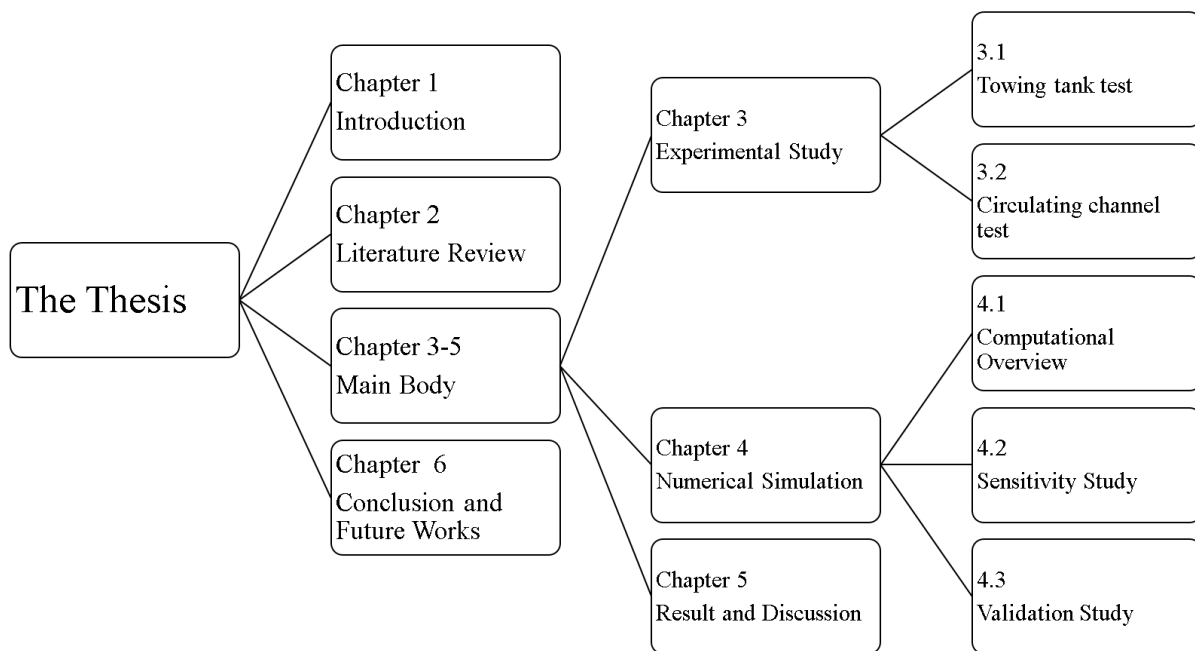 The Thesis
Chapter 1
Introduction
Chapter 2
Literature Review
Chapter 3-5
Main Body
Chapter 6
Conclusion and
Future Works
Chapter 3
Experimental Study
Chapter 4
Numerical Simulation
Chapter 5
Result and Discussion
3.1
Towing tank test
3.2
Circulating channel
test
4.1
Computational
Overview
4.2
Sensitivity Study
4.3
Validation Study